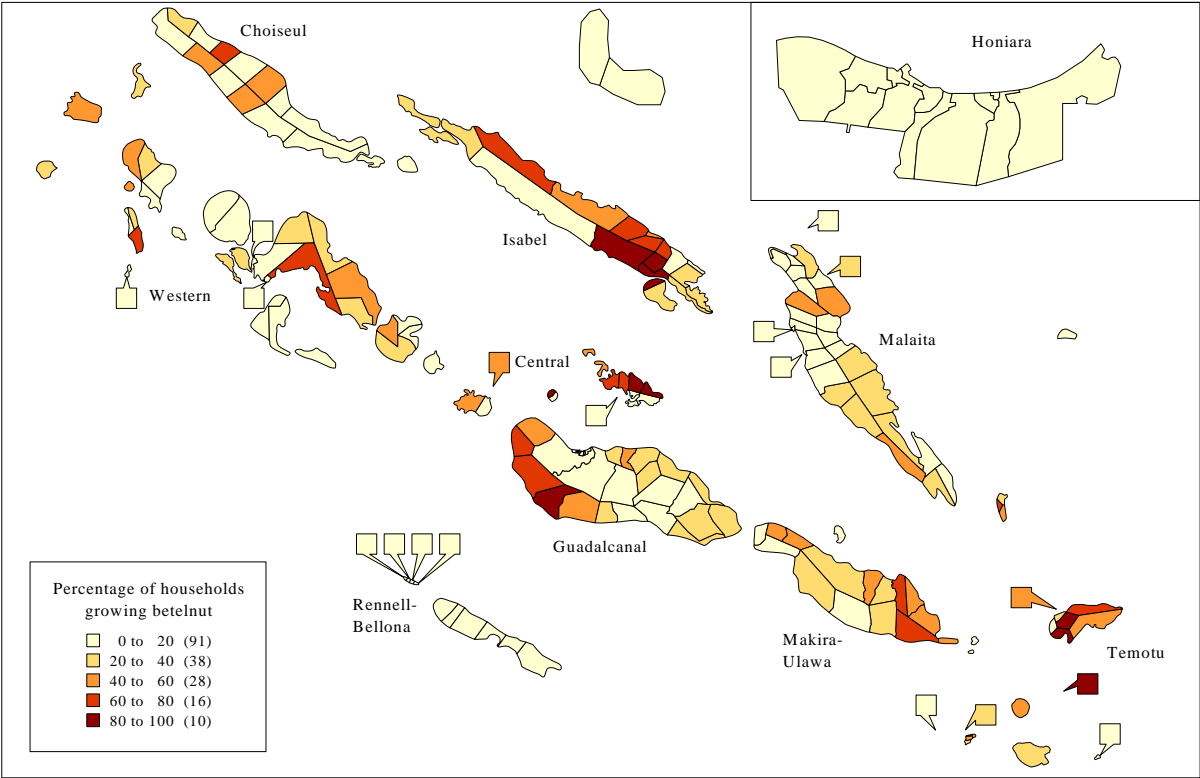 Choiseul
Honiara
Isabel
Western
Malaita
Central
Guadalcanal
Rennell-
Bellona
Makira-
Ulawa
Temotu
Percentage of households
growing betelnut
0 to 20 (91)
20 to 40 (38)
40 to 60 (28)
60 to 80 (16)
80 to 100 (10)